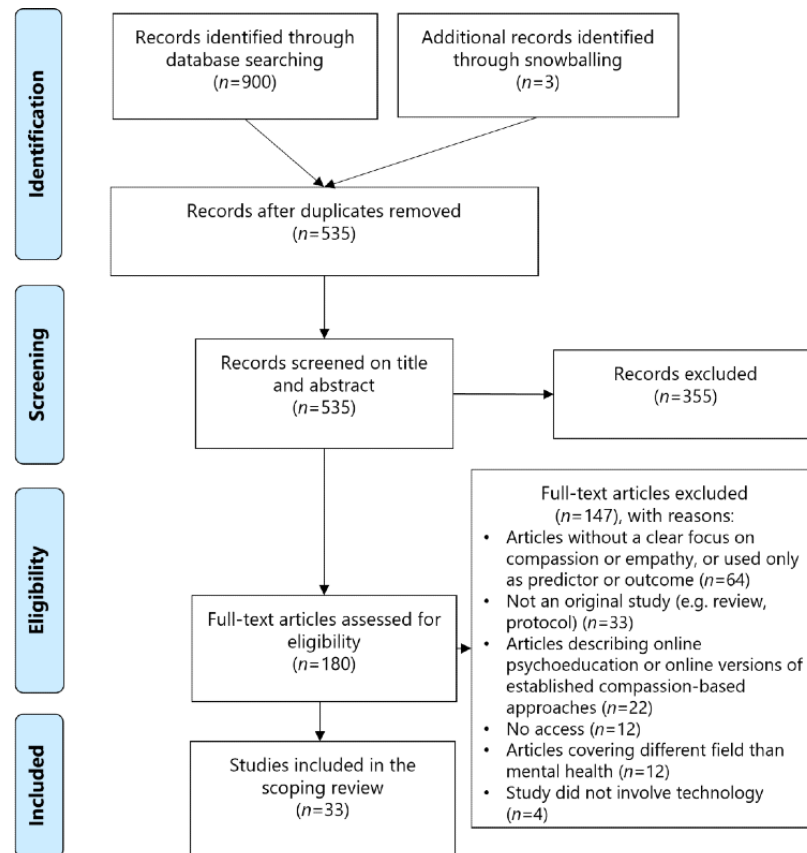 Identification
Records identified through
database searching
(n=900)
Additional records identified
through snowballing
(n=3)
Records after duplicates removed
(n=535)
Screening
Records screened on title
and abstract
(n=535)
Records excluded
(n=355)
Eligibility
Full-text articles assessed for
eligibility
(n=180)
Full-text articles excluded
(n=147), with reasons:
• Articles without a clear focus on
compassion or empathy, or used only
as predictor or outcome (n=64)
• Not an original study (e.g. review,
protocol) (n=33)
• Articles describing online
psychoeducation or online versions of
established compassion-based
approaches (n=22)
• No access (n=12)
• Articles covering different field than
mental health (n=12)
• Study did not involve technology
(n=4)
Included
Studies included in the
scoping review
(n=33)